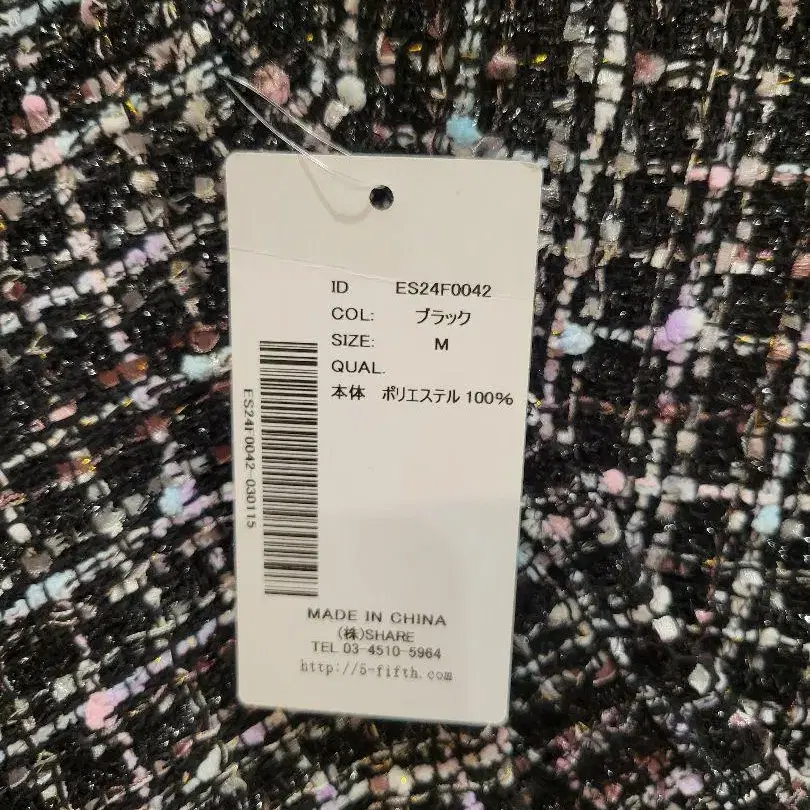 ID ES24F0042
COL: ブラック
SIZE: M
QUAL.
本体 ポリエステル 100%
ES24F0042-030115
MADE IN CHINA
(株)SHARE
TEL 03-4510-5964
http://5-fifth.com